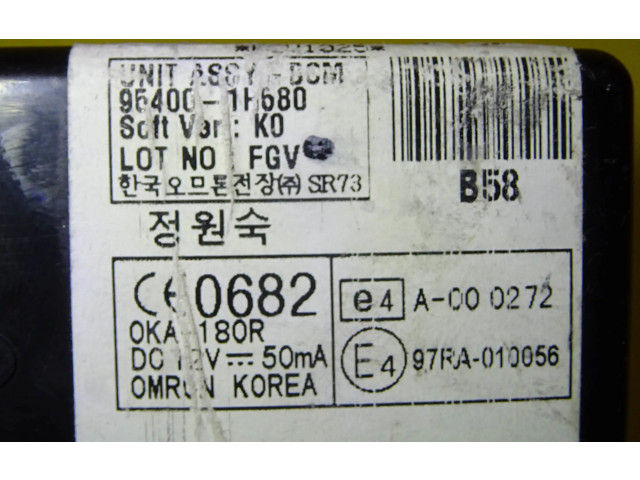 UNIT ASSY - BCM
95400-1H680
Soft Ver : K0
LOT NO : FGV
한국오므론전장(주) SR73
B58
정원숙
CE 0682
OKA-180R
DC 12V ⎓ 50mA
OMRON KOREA
e4 A-00 0272
E4 97RA-010056